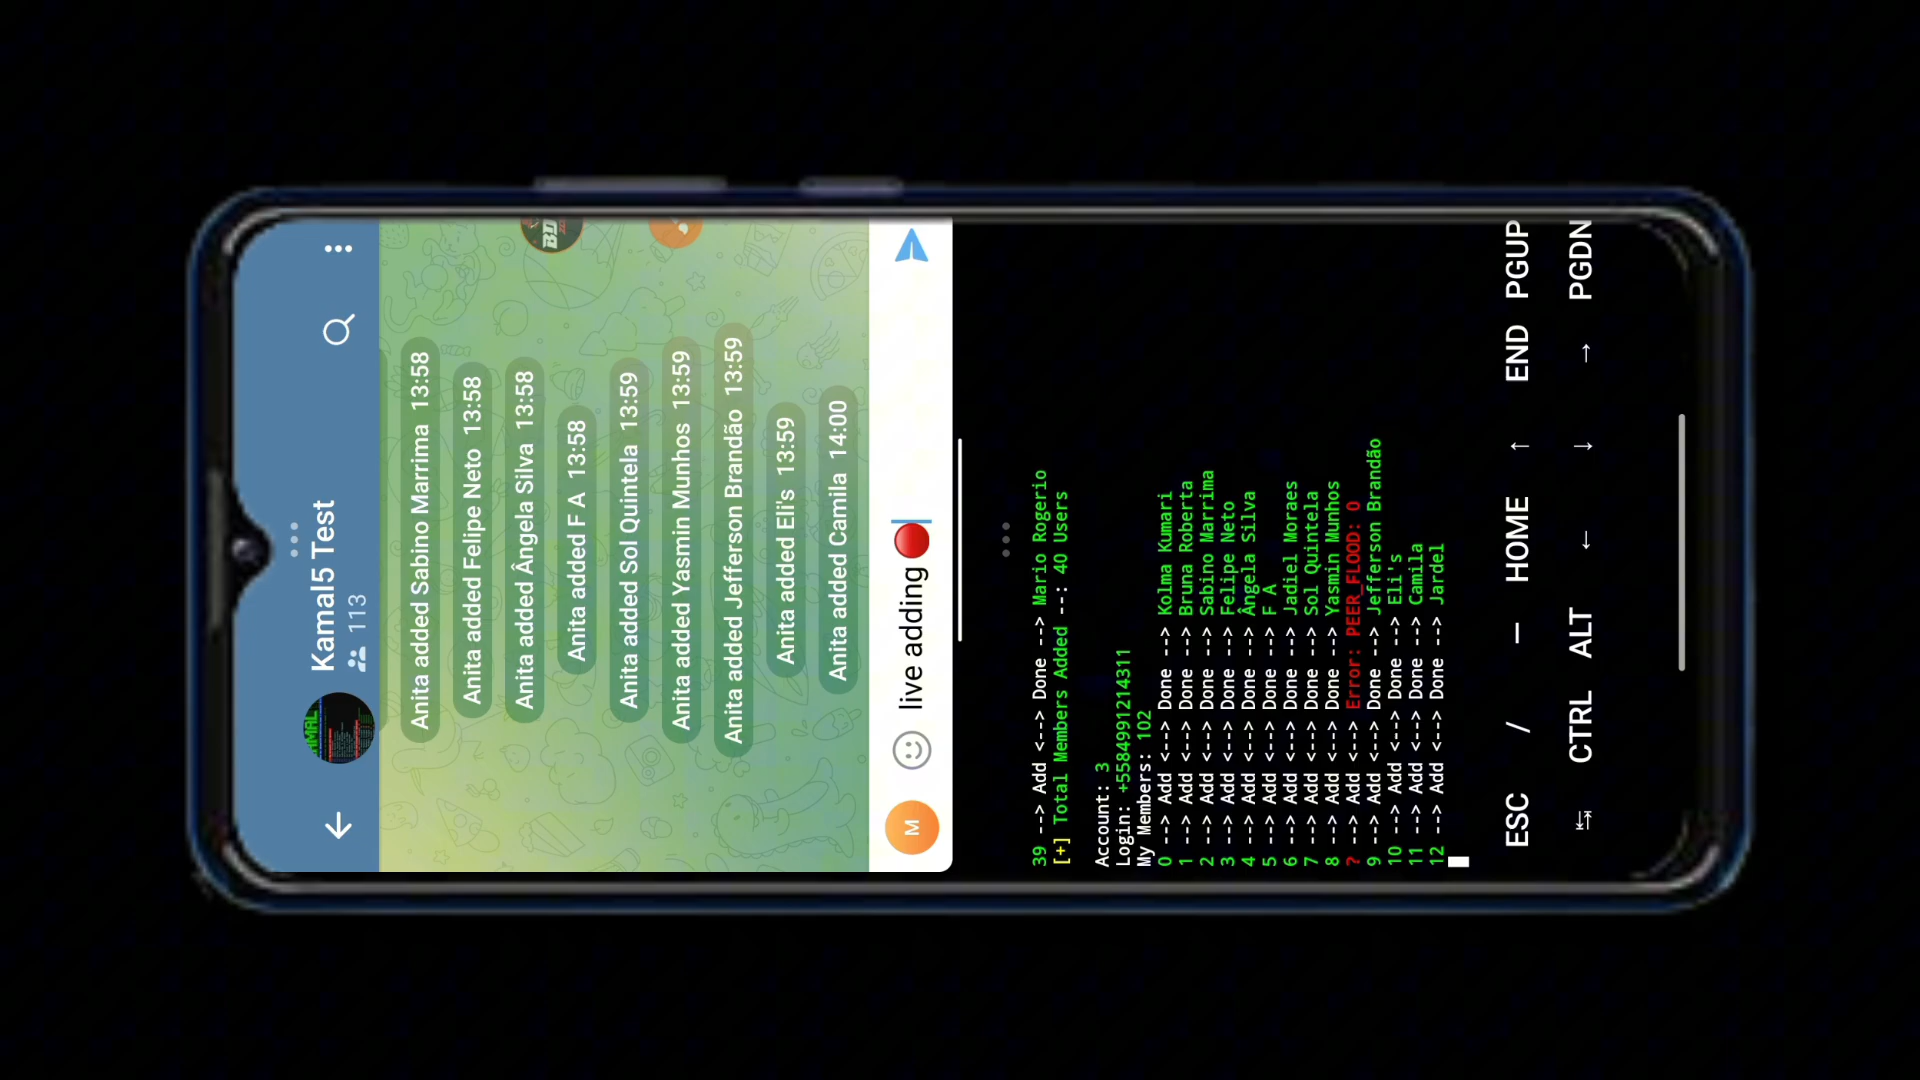 Kamal5 Test
113
Anita added Sabino Marrima 13:58
Anita added Felipe Neto 13:58
Anita added Ângela Silva 13:58
Anita added F A 13:58
Anita added Sol Quintela 13:59
Anita added Yasmin Munhos 13:59
Anita added Jefferson Brandão 13:59
Anita added Eli's 13:59
Anita added Camila 14:00
M
live adding
39 --> Add <--> Done --> Mario Rogerio
[+] Total Members Added --: 40 Users
Account: 3
Login: +5584991214311
My Members: 102
0 --> Add <--> Done --> Kolma Kumari
1 --> Add <--> Done --> Bruna Roberta
2 --> Add <--> Done --> Sabino Marrima
3 --> Add <--> Done --> Felipe Neto
4 --> Add <--> Done --> Ângela Silva
5 --> Add <--> Done --> F A
6 --> Add <--> Done --> Jadiel Moraes
7 --> Add <--> Done --> Sol Quintela
8 --> Add <--> Done --> Yasmin Munhos
? --> Add <--> Error: PEER_FLOOD: 0
9 --> Add <--> Done --> Jefferson Brandão
10 --> Add <--> Done --> Eli's
11 --> Add <--> Done --> Camila
12 --> Add <--> Done --> Jardel
ESC / — HOME ↑ END PGUP
↹ CTRL ALT ← ↓ → PGDN